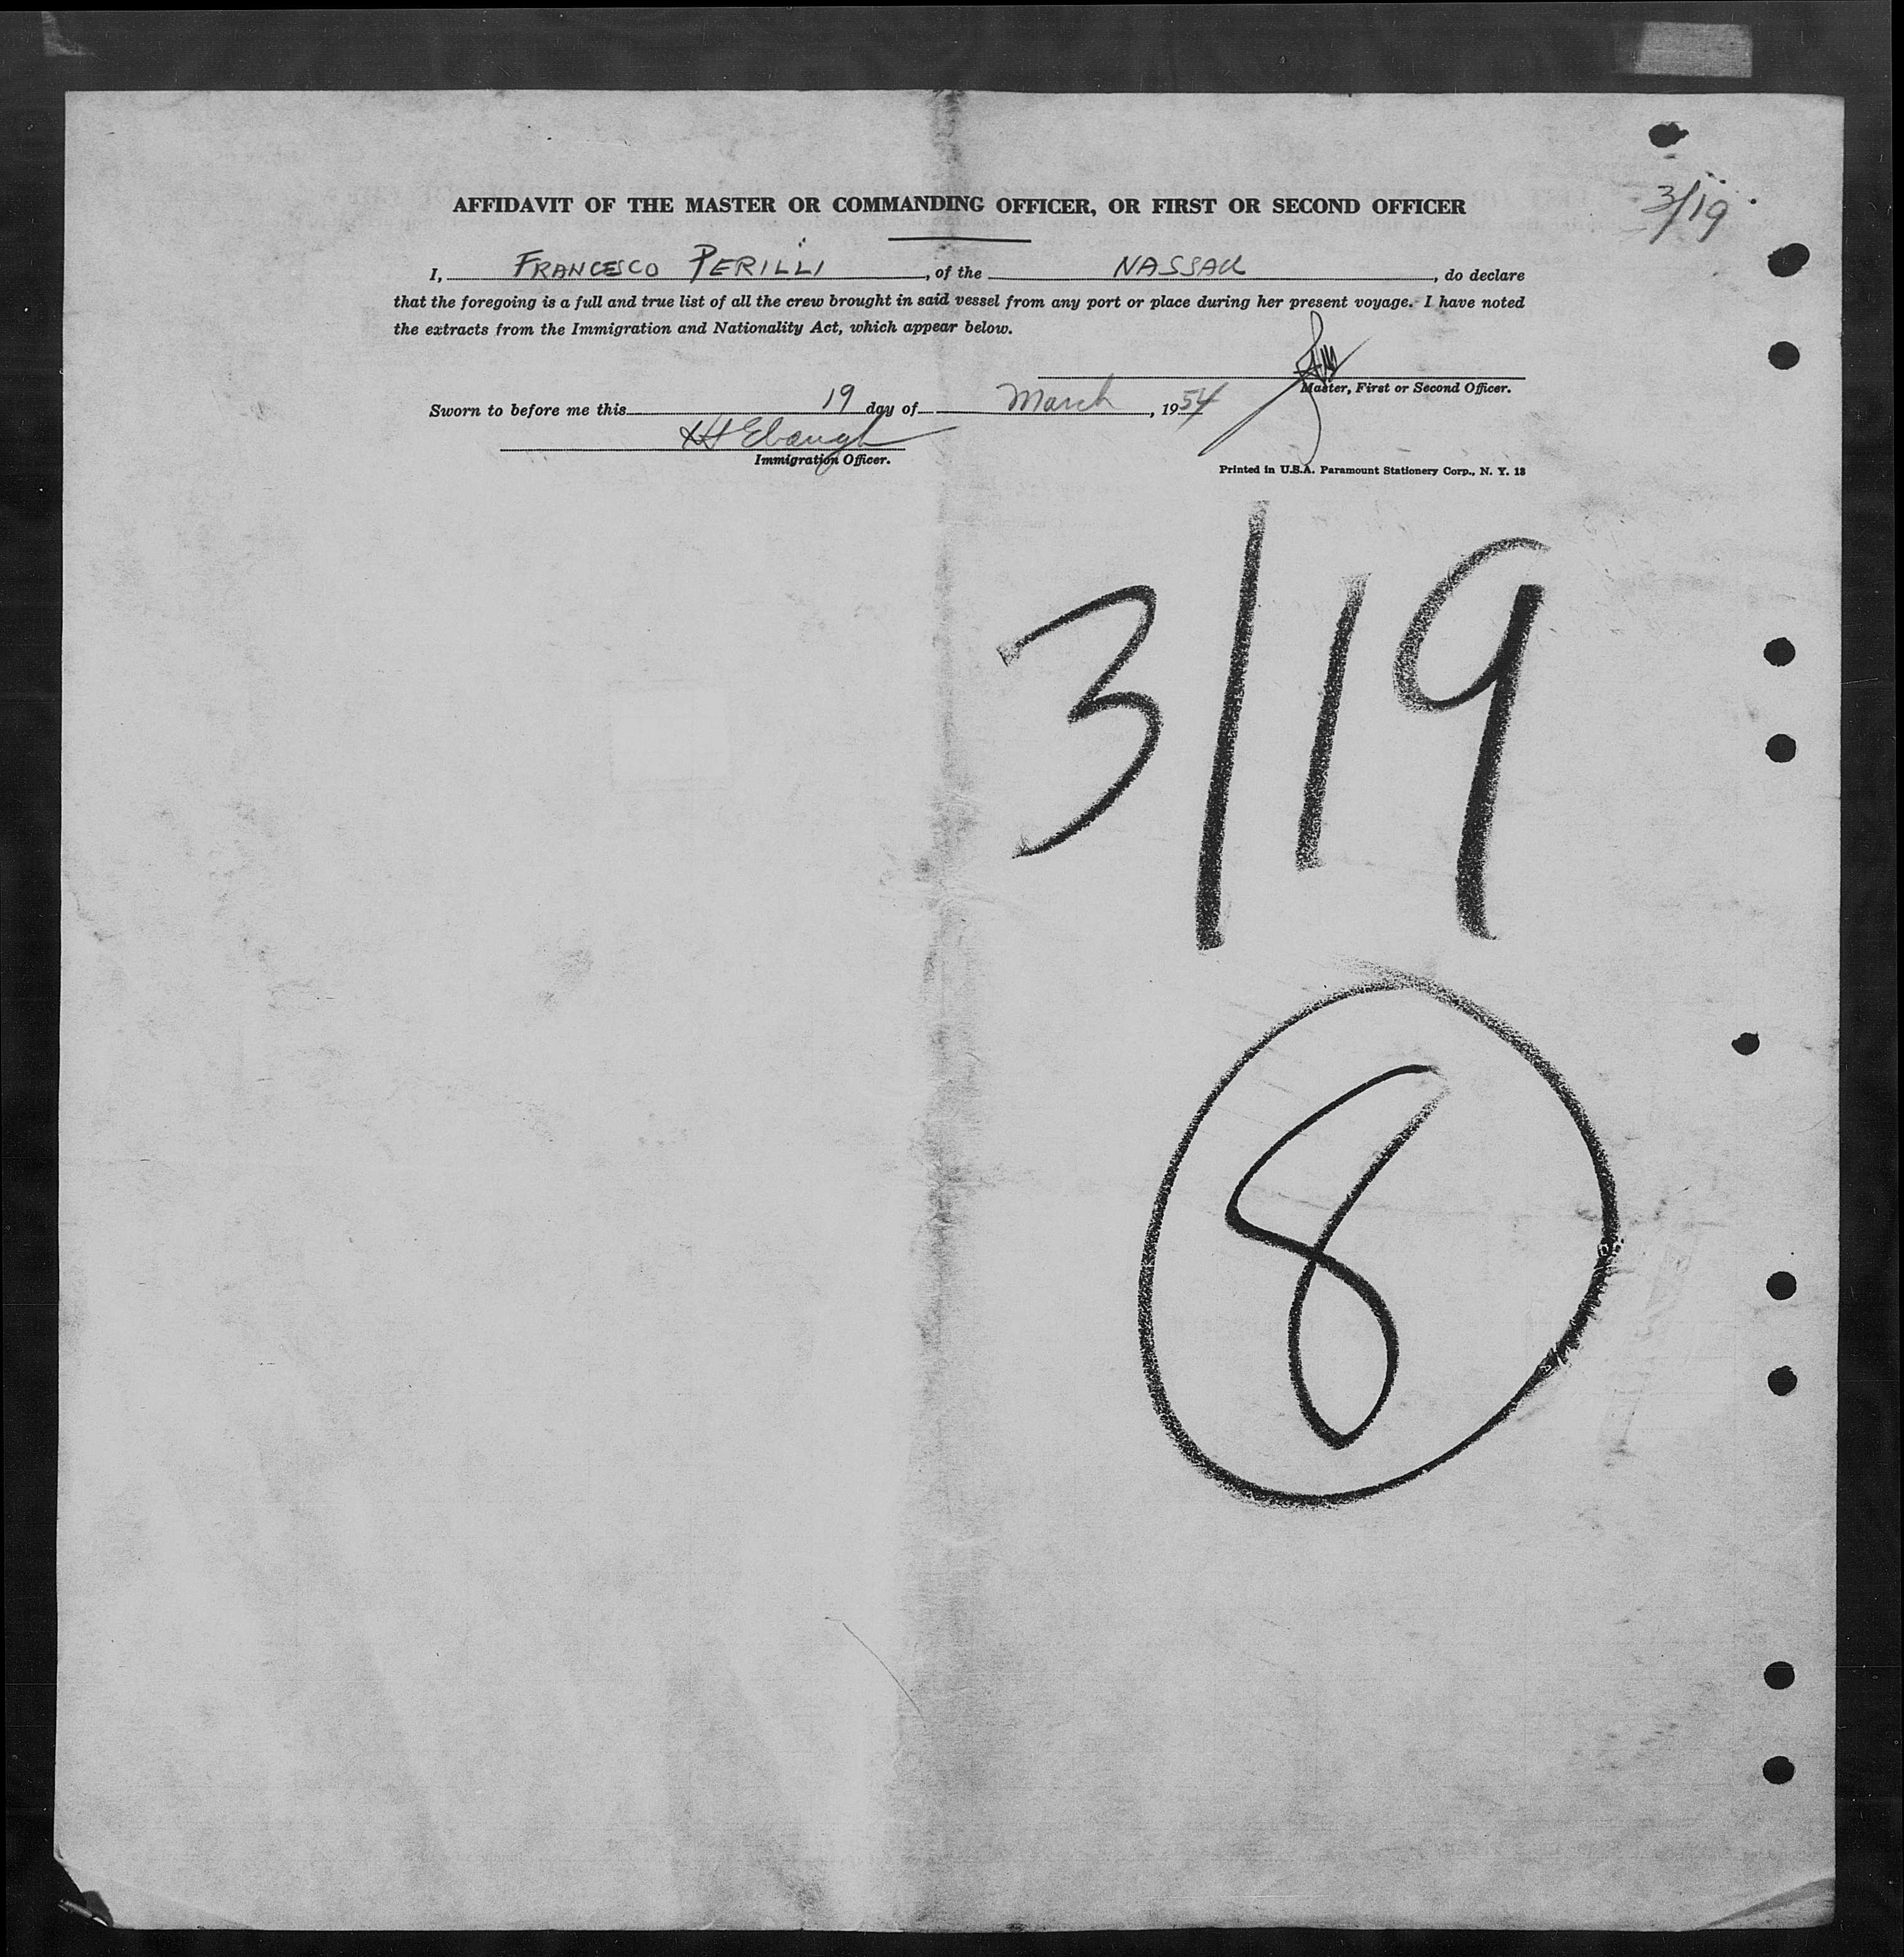 3/19
AFFIDAVIT OF THE MASTER OR COMMANDING OFFICER, OR FIRST OR SECOND OFFICER
I, FRANCESCO PERILLI, of the NASSAU, do declare
that the foregoing is a full and true list of all the crew brought in said vessel from any port or place during her present voyage. I have noted
the extracts from the Immigration and Nationality Act, which appear below.
Master, First or Second Officer.
Sworn to before me this 19 day of March, 1954
Ebaugh
Immigration Officer.
Printed in U.S.A. Paramount Stationery Corp., N. Y. 13
3/19
8